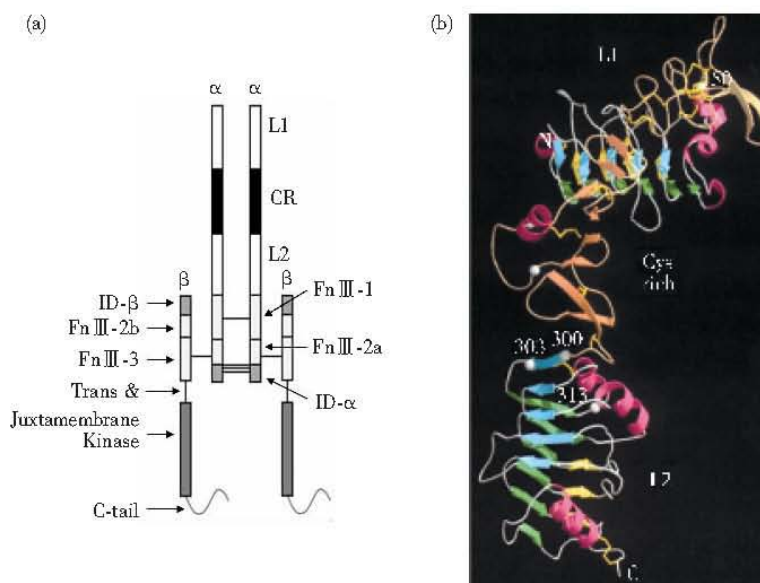 (a)
α α
L1
CR
L2
β β
ID-β
FnⅢ-1
FnⅢ-2b
FnⅢ-2a
FnⅢ-3
Trans &
ID-α
Juxtamembrane
Kinase
C-tail
(b)
L1
N
Cys
rich
303 300
313
L2
C